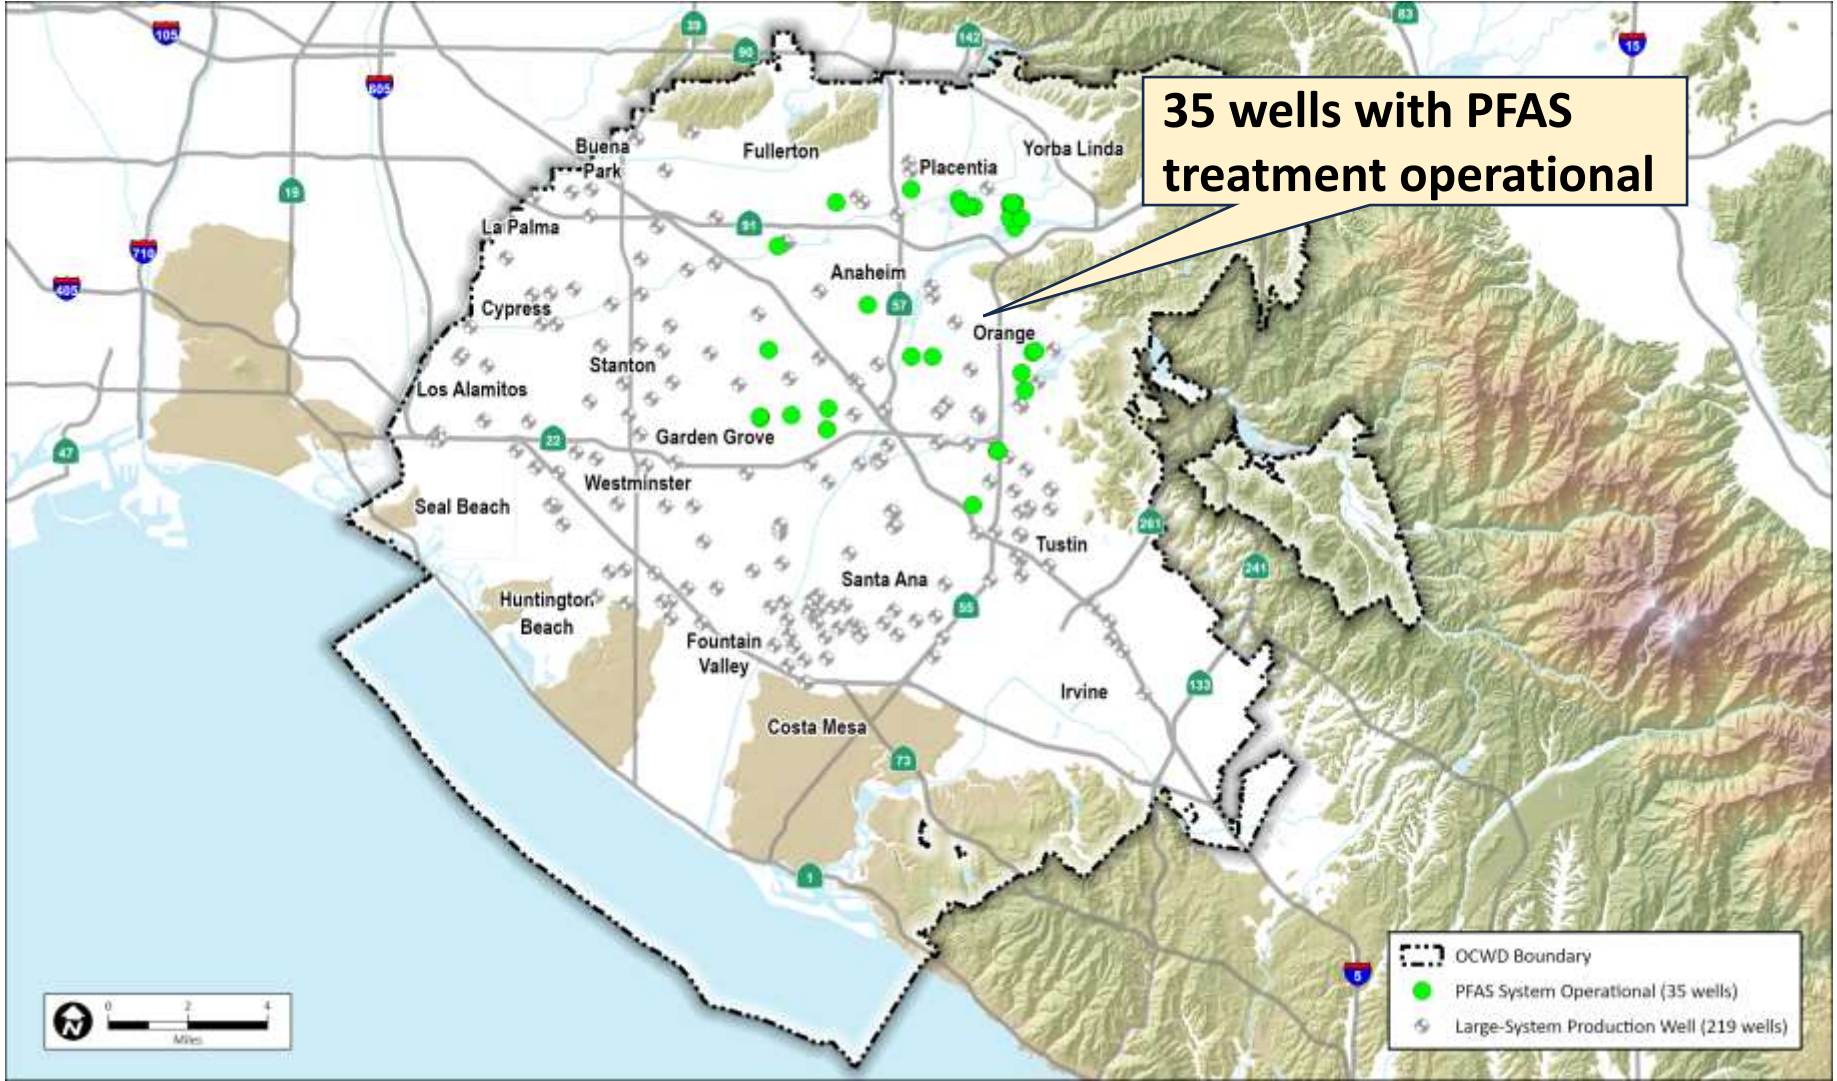 105
605
39
90
142
83
15
35 wells with PFAS
treatment operational
Buena
Park
Fullerton
Placentia
Yorba Linda
19
La Palma
91
710
405
Anaheim
57
Cypress
Orange
Stanton
Los Alamitos
47
22
Garden Grove
Westminster
Seal Beach
261
Tustin
241
Santa Ana
55
Huntington
Beach
Fountain
Valley
Irvine
133
Costa Mesa
73
1
5
OCWD Boundary
PFAS System Operational (35 wells)
Large-System Production Well (219 wells)
N
0 2 4
Miles